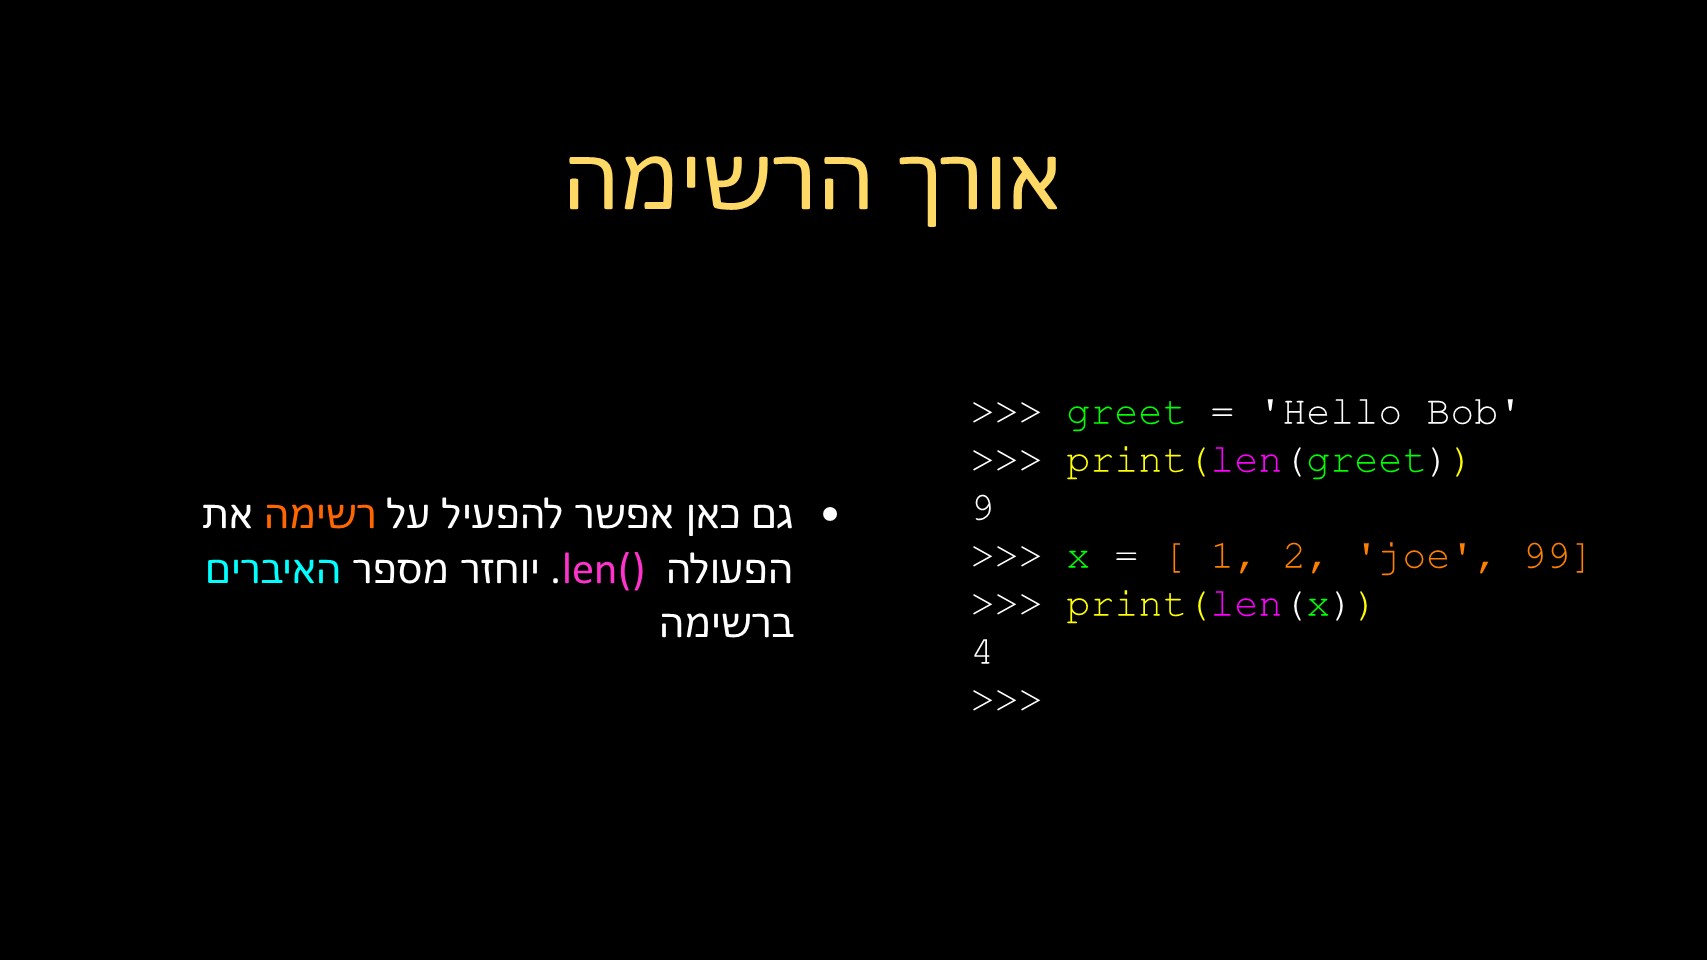 אורך הרשימה
• גם כאן אפשר להפעיל על רשימה את
הפעולה len(). יוחזר מספר האיברים
ברשימה
>>> greet = 'Hello Bob'
>>> print(len(greet))
9
>>> x = [ 1, 2, 'joe', 99]
>>> print(len(x))
4
>>>